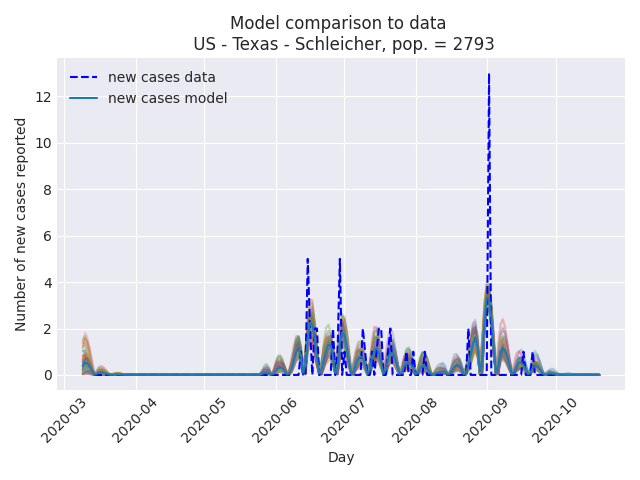 Model comparison to data
US - Texas - Schleicher, pop. = 2793
new cases data
new cases model
Number of new cases reported
12
10
8
6
4
2
0
2020-03
2020-04
2020-05
2020-06
2020-07
2020-08
2020-09
2020-10
Day